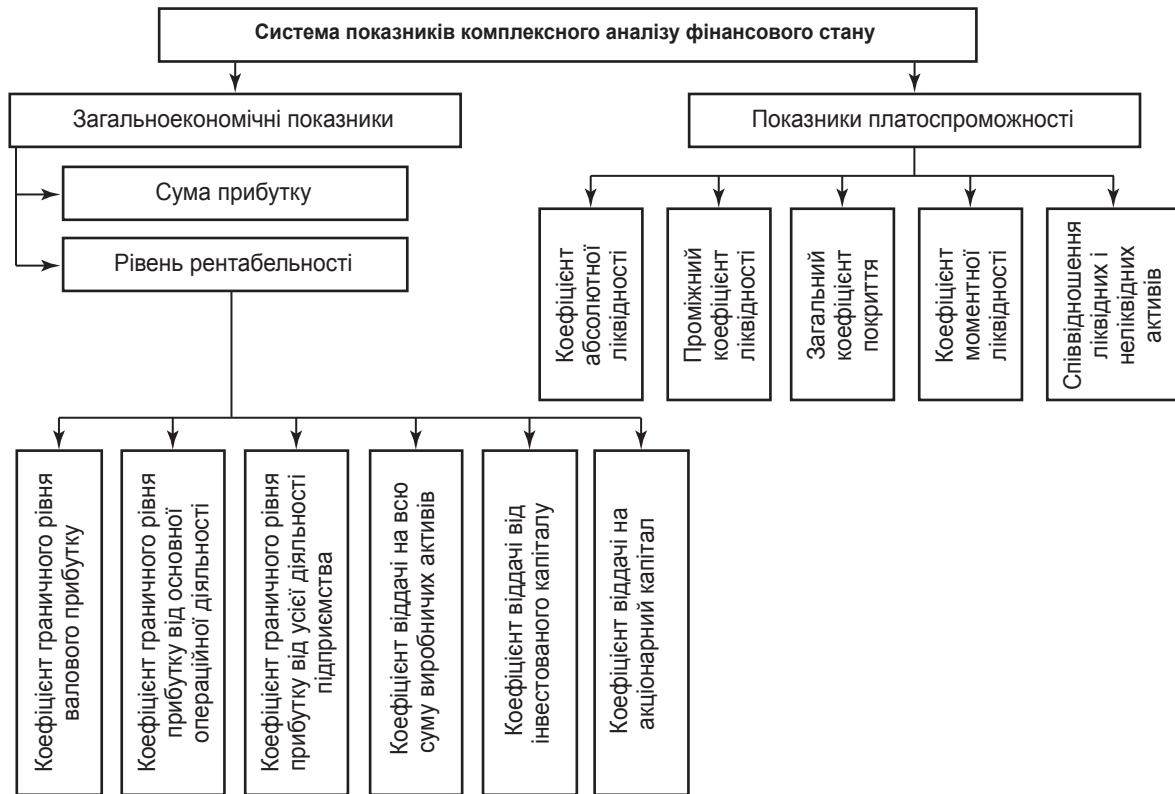 Система показників комплексного аналізу фінансового стану
Загальноекономічні показники
Показники платоспроможності
Сума прибутку
Рівень рентабельності
Коефіцієнт
абсолютної
ліквідності
Проміжний
коефіцієнт
ліквідності
Загальний
коефіцієнт
покриття
Коефіцієнт
моментної
ліквідності
Співвідношення
ліквідних і
неліквідних
активів
Коефіцієнт граничного рівня
валового прибутку
Коефіцієнт граничного рівня
прибутку від основної
операційної діяльності
Коефіцієнт граничного рівня
прибутку від усієї діяльності
підприємства
Коефіцієнт віддачі на всю
суму виробничих активів
Коефіцієнт віддачі від
інвестованого капіталу
Коефіцієнт віддачі на
акціонарний капітал